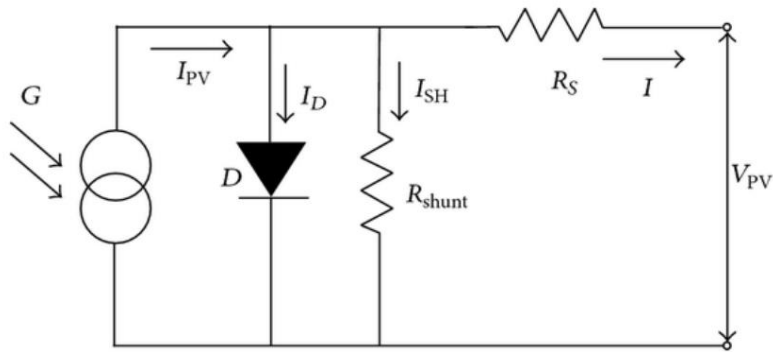 G
I_PV
I_D
I_SH
R_S
I
D
R_shunt
V_PV